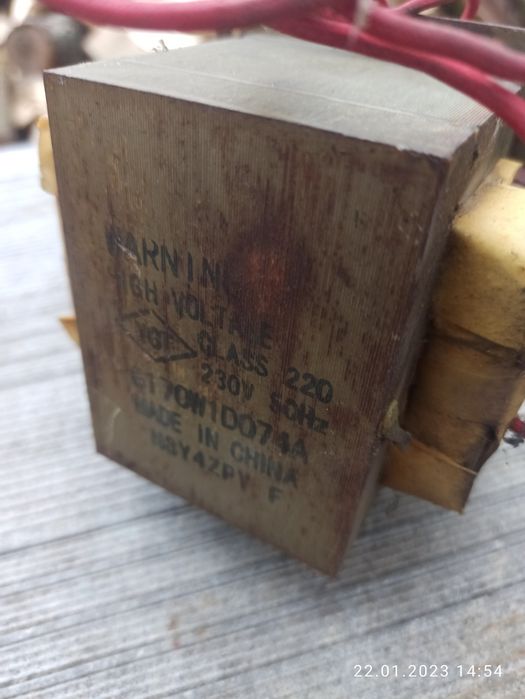 WARNING
HIGH VOLTAGE
CLASS 220
230V 50Hz
6170W1D074A
MADE IN CHINA
F
22.01.2023 14:54